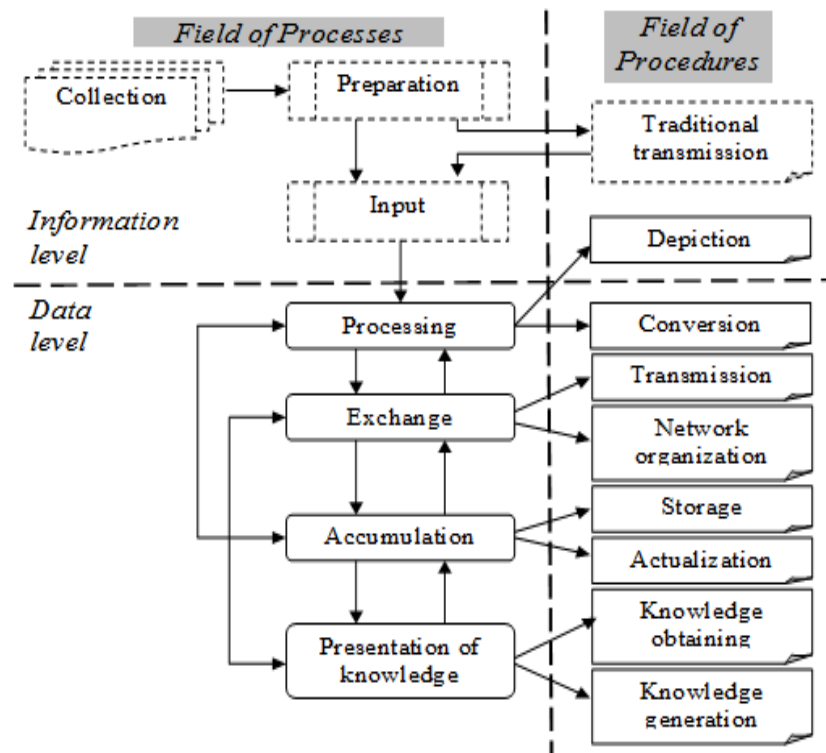 Field of Processes
Field of
Procedures
Collection
Preparation
Traditional
transmission
Input
Information
level
Depiction
Data
level
Processing
Conversion
Transmission
Exchange
Network
organization
Storage
Accumulation
Actualization
Knowledge
obtaining
Presentation of
knowledge
Knowledge
generation